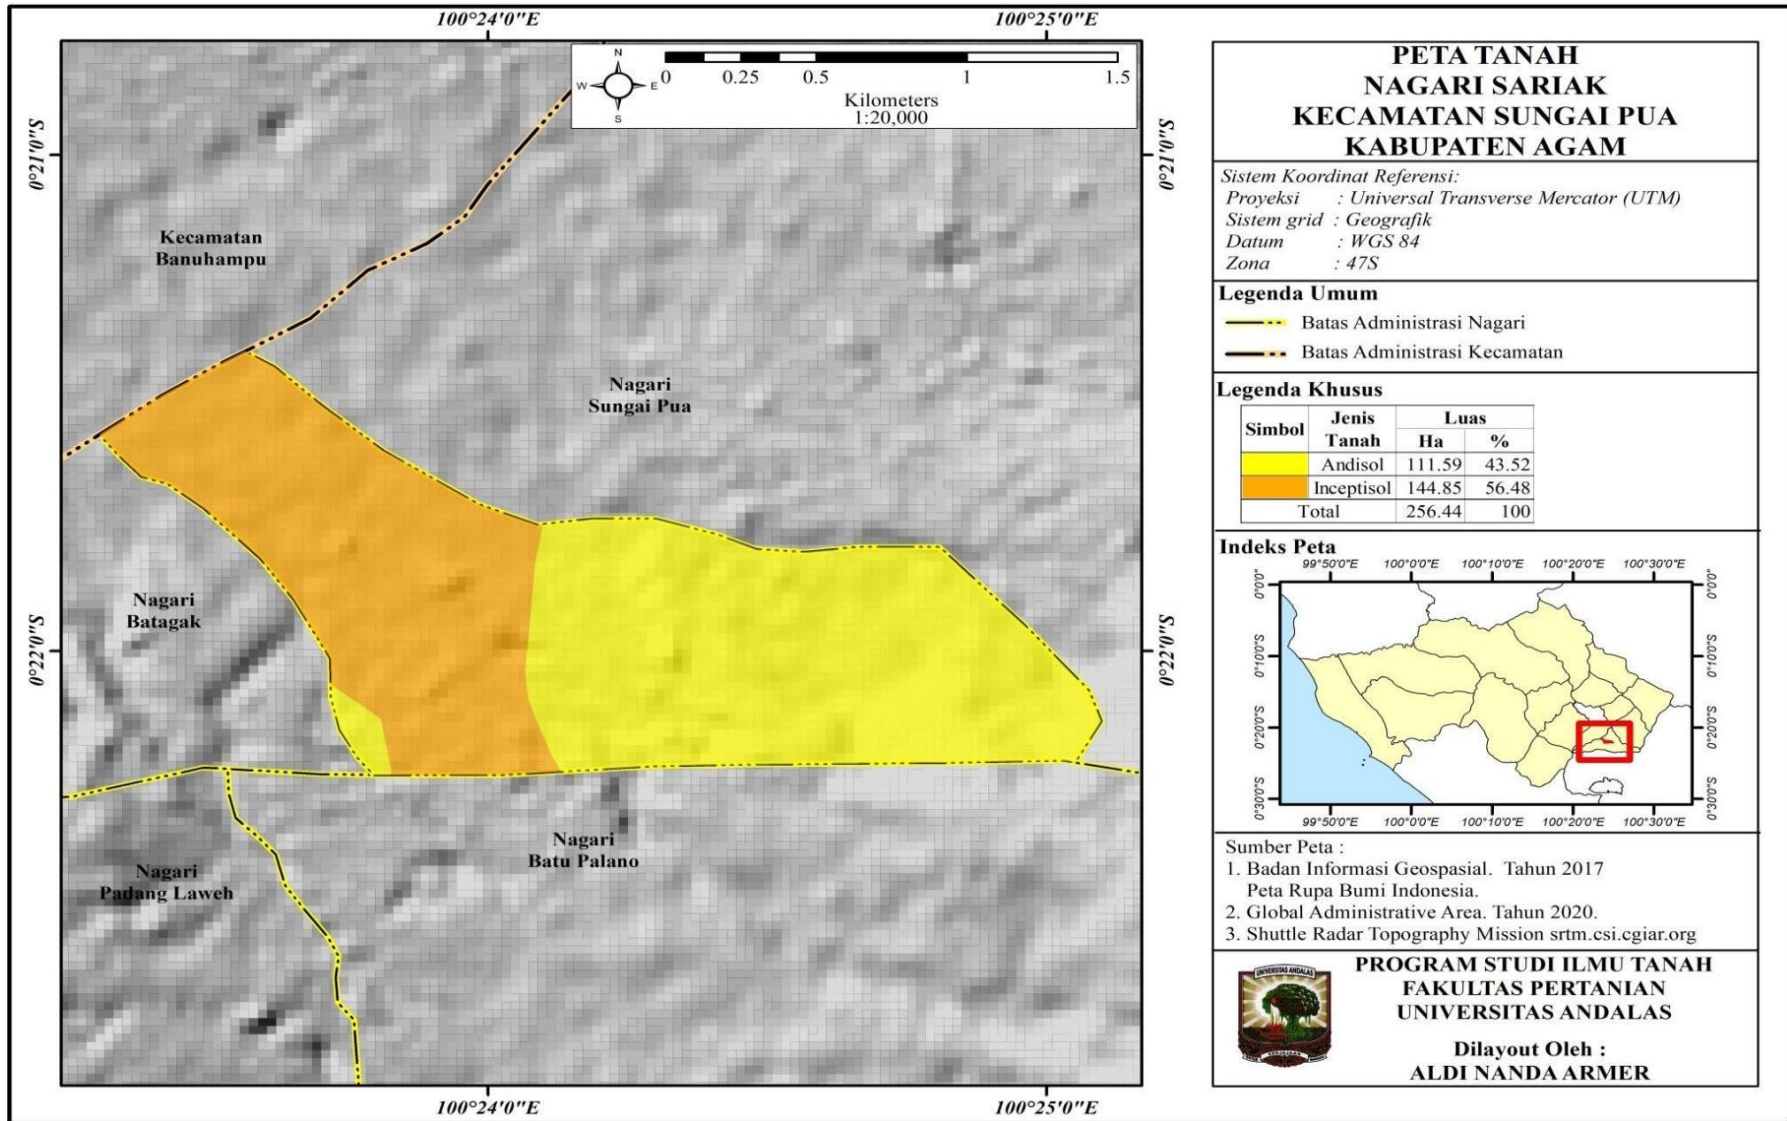 100°24'0"E
100°25'0"E
0°21'0"S
0°21'0"S
0°22'0"S
0°22'0"S
100°24'0"E
100°25'0"E
N
W
E
S
0
0.25
0.5
1
1.5
Kilometers
1:20,000
Kecamatan
Banuhampu
Nagari
Sungai Pua
Nagari
Batagak
Nagari
Batu Palano
Nagari
Padang Laweh
PETA TANAH
NAGARI SARIAK
KECAMATAN SUNGAI PUA
KABUPATEN AGAM
Sistem Koordinat Referensi:
Proyeksi : Universal Transverse Mercator (UTM)
Sistem grid : Geografik
Datum : WGS 84
Zona : 47S
Legenda Umum
Batas Administrasi Nagari
Batas Administrasi Kecamatan
Legenda Khusus
Simbol
Jenis
Tanah
Luas
Ha
%
Andisol 111.59 43.52
Inceptisol 144.85 56.48
Total 256.44 100
Indeks Peta
99°50'0"E 100°0'0"E 100°10'0"E 100°20'0"E 100°30'0"E
0°0'0"
0°10'0"S
0°20'0"S
0°30'0"S
0°0'0"
0°10'0"S
0°20'0"S
0°30'0"S
99°50'0"E 100°0'0"E 100°10'0"E 100°20'0"E 100°30'0"E
Sumber Peta :
1. Badan Informasi Geospasial. Tahun 2017
Peta Rupa Bumi Indonesia.
2. Global Administrative Area. Tahun 2020.
3. Shuttle Radar Topography Mission srtm.csi.cgiar.org
UNIVERSITAS ANDALAS
PROGRAM STUDI ILMU TANAH
FAKULTAS PERTANIAN
UNIVERSITAS ANDALAS
Dilayout Oleh :
ALDI NANDA ARMER